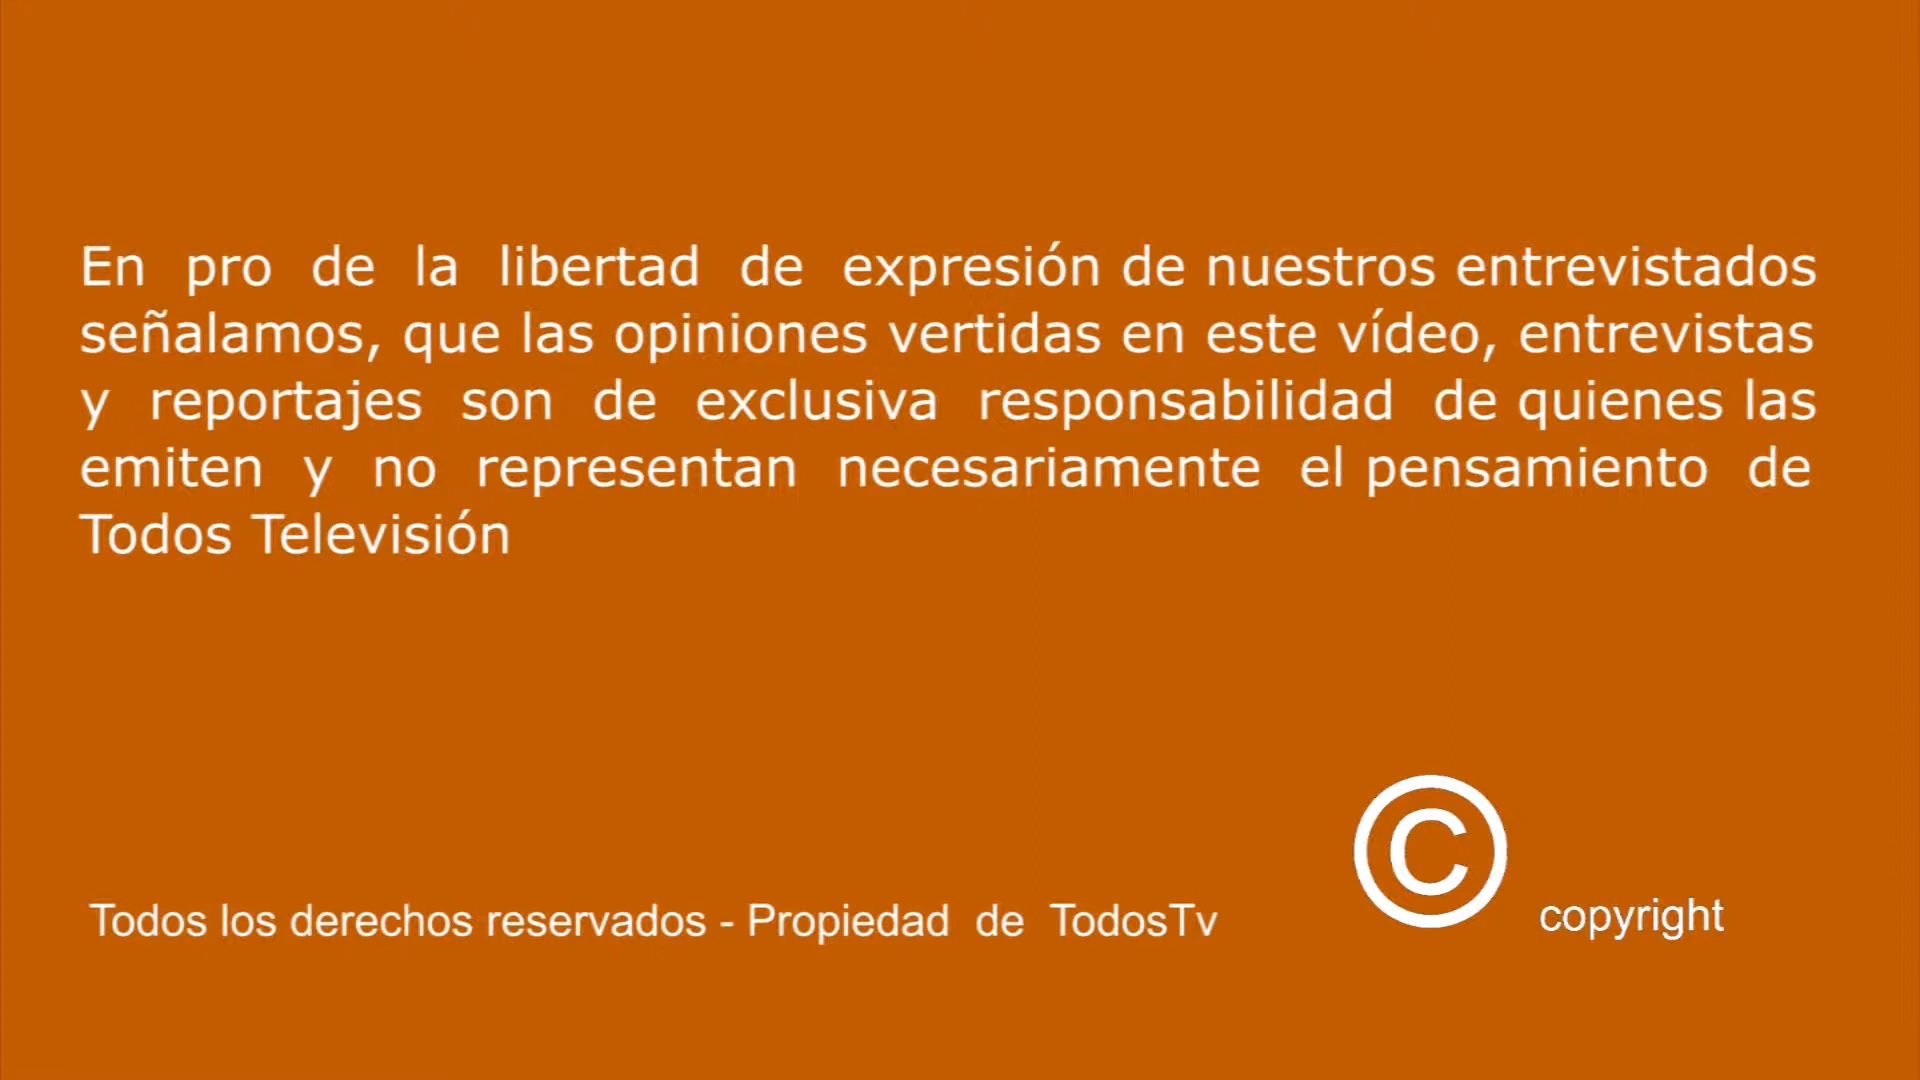 En pro de la libertad de expresión de nuestros entrevistados
señalamos, que las opiniones vertidas en este vídeo, entrevistas
y reportajes son de exclusiva responsabilidad de quienes las
emiten y no representan necesariamente el pensamiento de
Todos Televisión
Todos los derechos reservados - Propiedad de TodosTv
© copyright